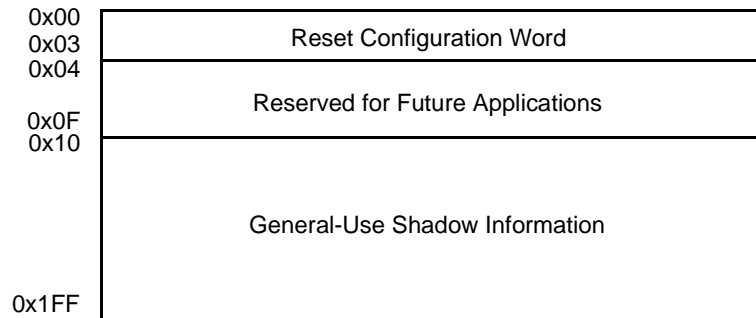 0x00
Reset Configuration Word
0x03
0x04
Reserved for Future Applications
0x0F
0x10
General-Use Shadow Information
0x1FF